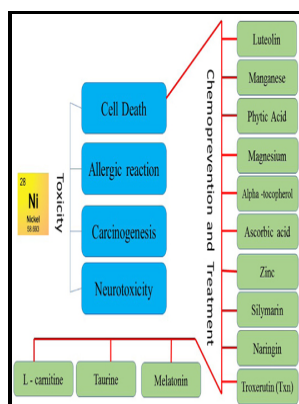 28
Ni
Nickel
58.693
Toxicity
Cell Death
Allergic reaction
Carcinogenesis
Neurotoxicity
Chemoprevention and Treatment
Luteolin
Manganese
Phytic Acid
Magnesium
Alpha -tocopherol
Ascorbic acid
Zinc
Silymarin
Naringin
Troxerutin (Txn)
L - carnitine
Taurine
Melatonin